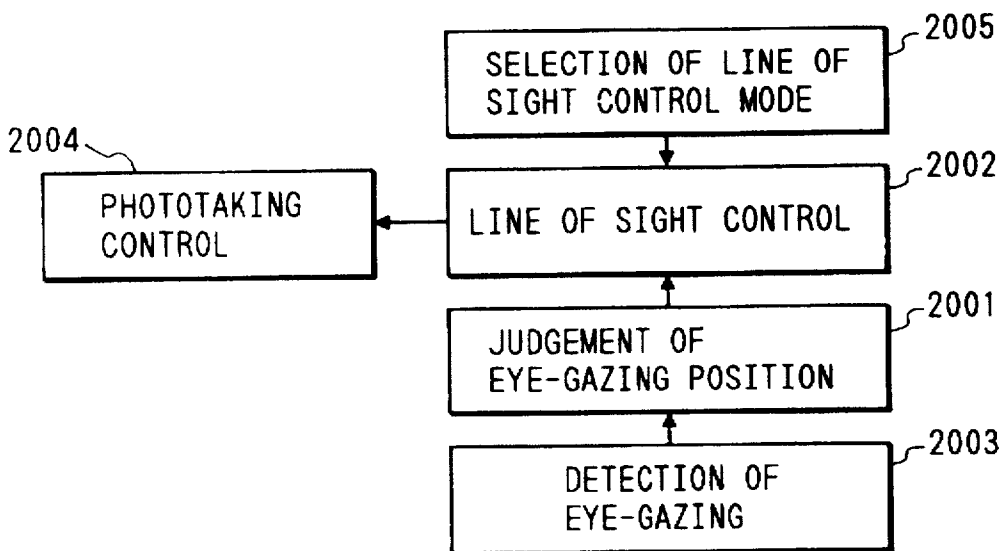 2005
SELECTION OF LINE OF
SIGHT CONTROL MODE
2004
2002
PHOTOTAKING
CONTROL
LINE OF SIGHT CONTROL
2001
JUDGEMENT OF
EYE-GAZING POSITION
2003
DETECTION OF
EYE-GAZING